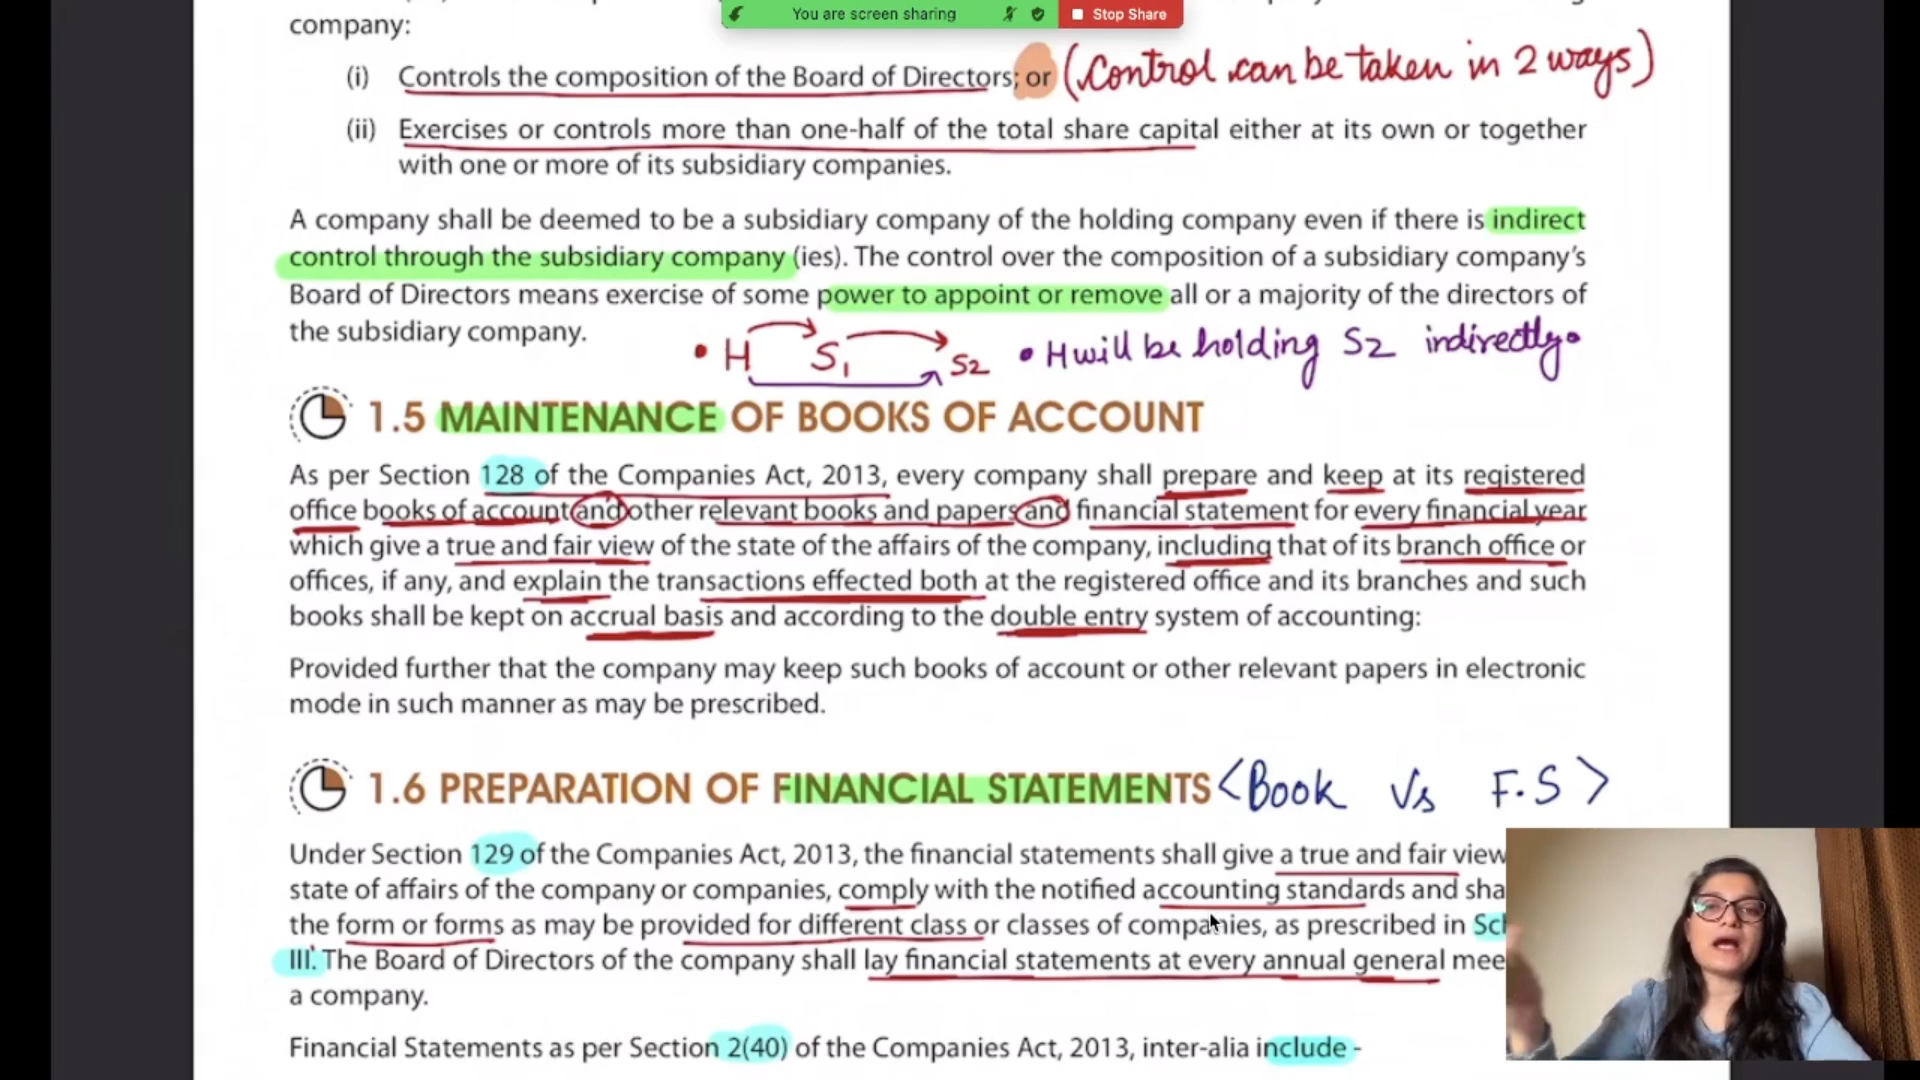 You are screen sharing Stop Share
company:
(i) Controls the composition of the Board of Directors; or (Control can be taken in 2 ways)
(ii) Exercises or controls more than one-half of the total share capital either at its own or together
with one or more of its subsidiary companies.
A company shall be deemed to be a subsidiary company of the holding company even if there is indirect
control through the subsidiary company (ies). The control over the composition of a subsidiary company's
Board of Directors means exercise of some power to appoint or remove all or a majority of the directors of
the subsidiary company.
• H S1 S2 • H will be holding S2 indirectly.
1.5 MAINTENANCE OF BOOKS OF ACCOUNT
As per Section 128 of the Companies Act, 2013, every company shall prepare and keep at its registered
office books of account and other relevant books and papers and financial statement for every financial year
which give a true and fair view of the state of the affairs of the company, including that of its branch office or
offices, if any, and explain the transactions effected both at the registered office and its branches and such
books shall be kept on accrual basis and according to the double entry system of accounting:
Provided further that the company may keep such books of account or other relevant papers in electronic
mode in such manner as may be prescribed.
1.6 PREPARATION OF FINANCIAL STATEMENTS <Book Vs F.S>
Under Section 129 of the Companies Act, 2013, the financial statements shall give a true and fair view
state of affairs of the company or companies, comply with the notified accounting standards and sha
the form or forms as may be provided for different class or classes of companies, as prescribed in Sch
III. The Board of Directors of the company shall lay financial statements at every annual general mee
a company.
Financial Statements as per Section 2(40) of the Companies Act, 2013, inter-alia include -